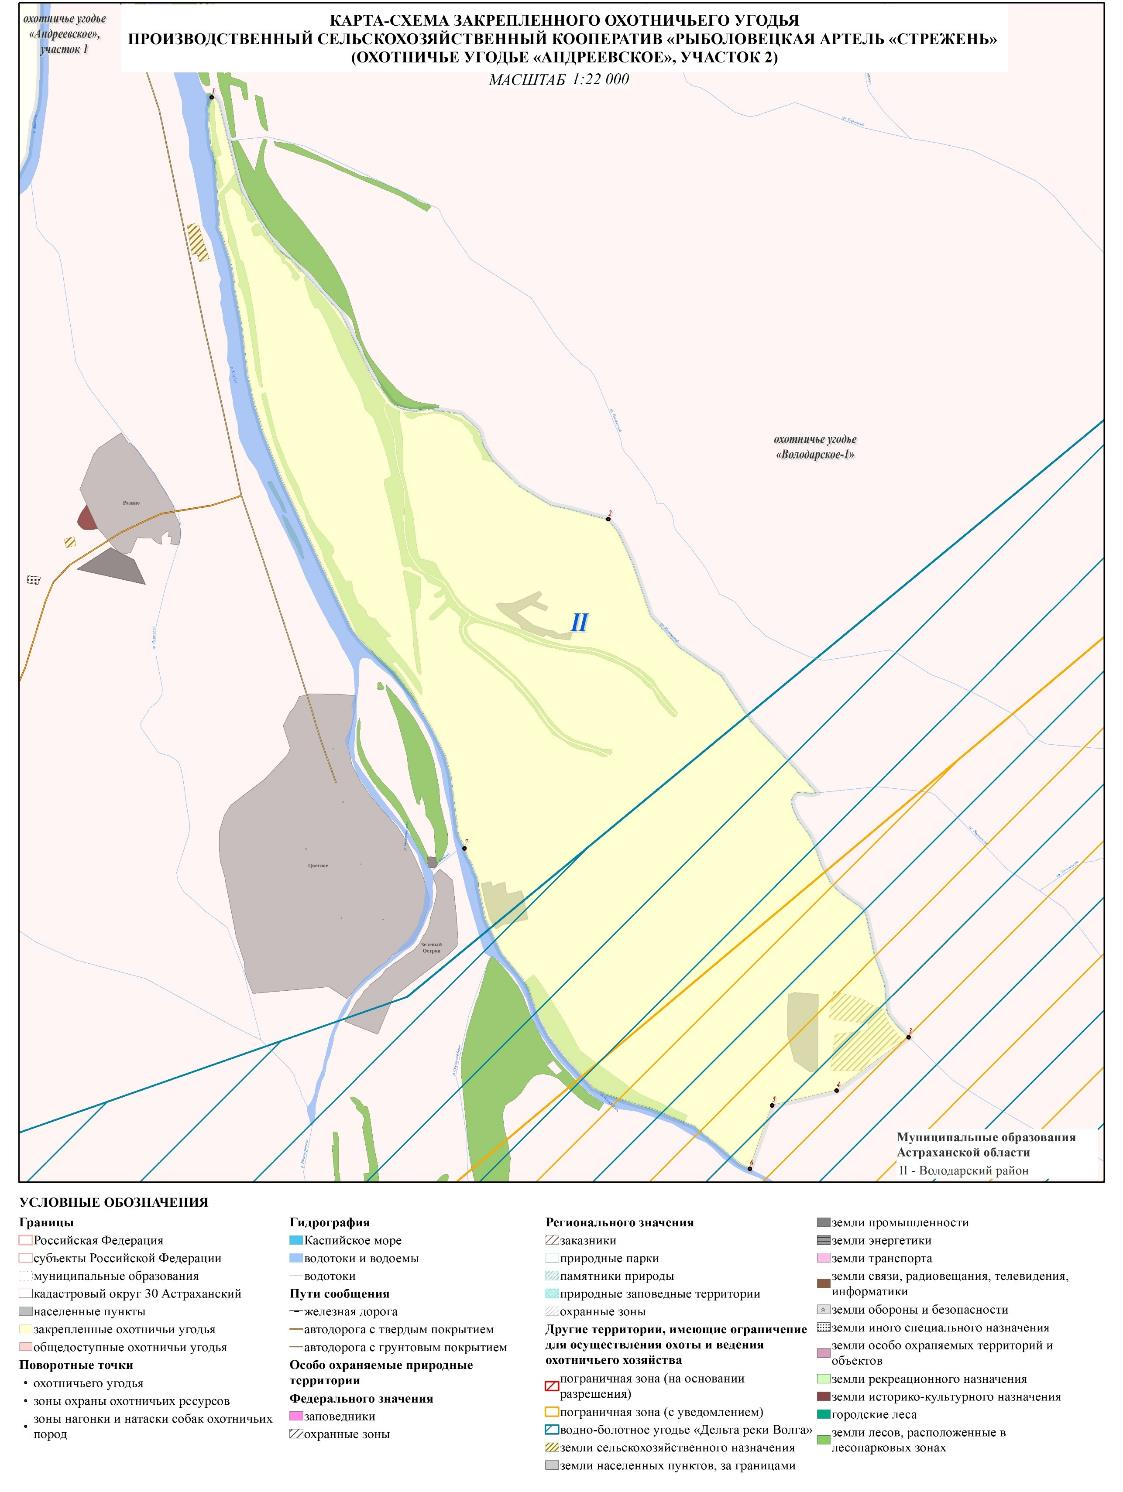 КАРТА-СХЕМА ЗАКРЕПЛЕННОГО ОХОТНИЧЬЕГО УГОДЬЯ
ПРОИЗВОДСТВЕННЫЙ СЕЛЬСКОХОЗЯЙСТВЕННЫЙ КООПЕРАТИВ «РЫБОЛОВЕЦКАЯ АРТЕЛЬ «СТРЕЖЕНЬ»
(ОХОТНИЧЬЕ УГОДЬЕ «АНДРЕЕВСКОЕ», УЧАСТОК 2)
МАСШТАБ 1:22 000
охотничье угодье
«Андреевское»,
участок 1
охотничье угодье
«Володарское-1»
II
Цветное
Зеленый
Остров
Муниципальные образования
Астраханской области
II - Володарский район
УСЛОВНЫЕ ОБОЗНАЧЕНИЯ
Границы
Российская Федерация
субъекты Российской Федерации
муниципальные образования
кадастровый округ 30 Астраханский
населенные пункты
закрепленные охотничьи угодья
общедоступные охотничьи угодья
Поворотные точки
охотничьего угодья
зоны охраны охотничьих ресурсов
зоны нагонки и натаски собак охотничьих
пород
Гидрография
Каспийское море
водотоки и водоемы
водотоки
Пути сообщения
железная дорога
автодорога с твердым покрытием
автодорога с грунтовым покрытием
Особо охраняемые природные
территории
Федерального значения
заповедники
охранные зоны
Регионального значения
заказники
природные парки
памятники природы
природные заповедные территории
охранные зоны
Другие территории, имеющие ограничение
для осуществления охоты и ведения
охотничьего хозяйства
пограничная зона (на основании
разрешения)
пограничная зона (с уведомлением)
водно-болотное угодье «Дельта реки Волга»
земли сельскохозяйственного назначения
земли населенных пунктов, за границами
земли промышленности
земли энергетики
земли транспорта
земли связи, радиовещания, телевидения,
информатики
земли обороны и безопасности
земли иного специального назначения
земли особо охраняемых территорий и
объектов
земли рекреационного назначения
земли историко-культурного назначения
городские леса
земли лесов, расположенные в
лесопарковых зонах